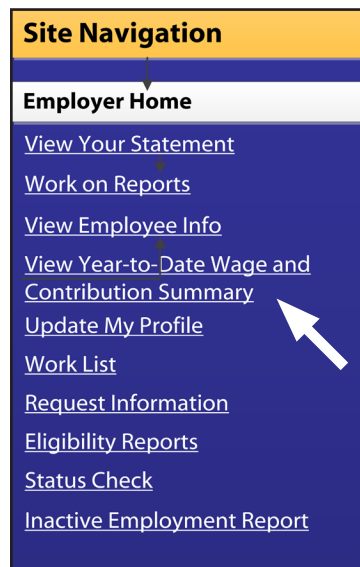 Site Navigation
Employer Home
View Your Statement
Work on Reports
View Employee Info
View Year-to-Date Wage and
Contribution Summary
Update My Profile
Work List
Request Information
Eligibility Reports
Status Check
Inactive Employment Report